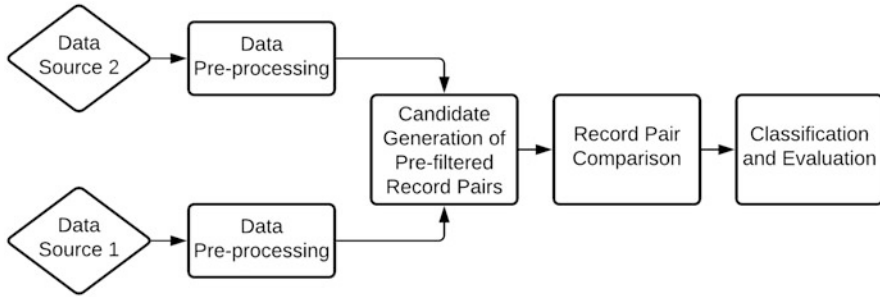 Data
Source 2
Data
Pre-processing
Candidate
Generation of
Pre-filtered
Record Pairs
Record Pair
Comparison
Classification
and Evaluation
Data
Source 1
Data
Pre-processing